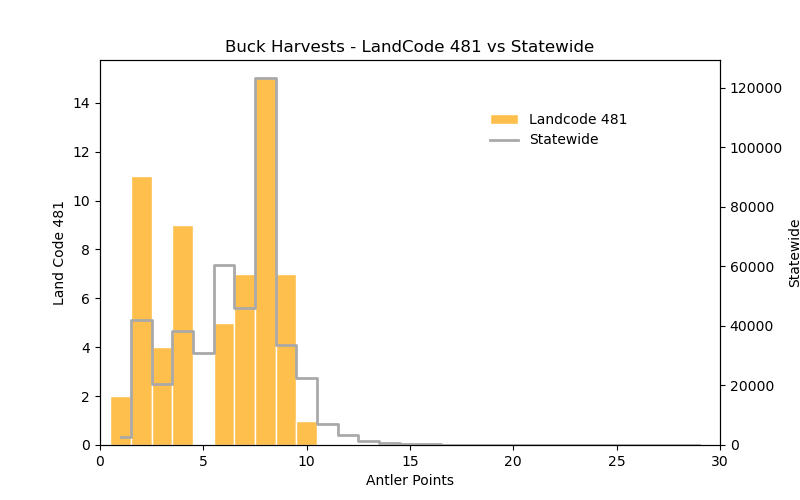 Buck Harvests - LandCode 481 vs Statewide
Landcode 481
Statewide
Land Code 481
14
12
10
8
6
4
2
0
120000
100000
80000
60000
40000
20000
0
Statewide
0 5 10 15 20 25 30
Antler Points